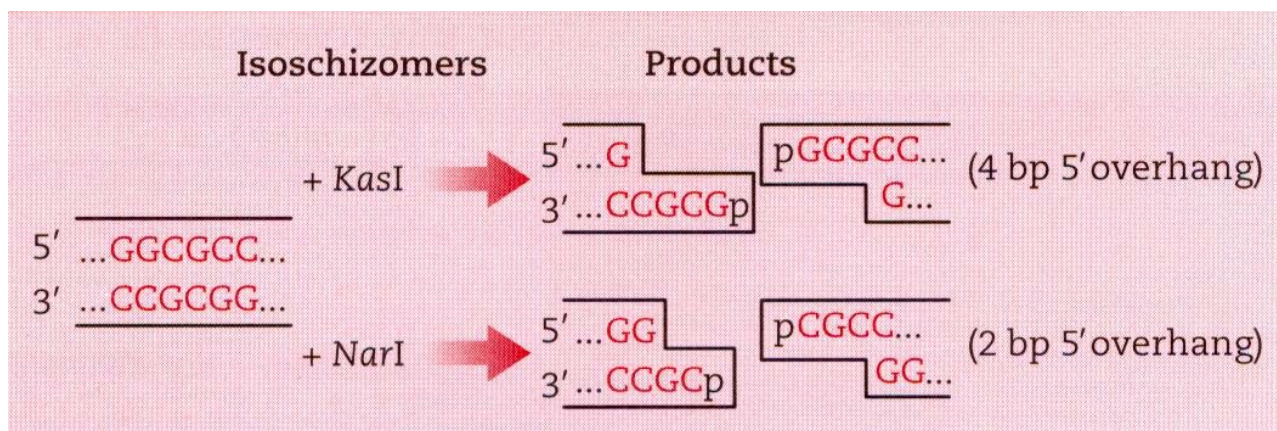 Isoschizomers Products
+ KasI
5′ ...G pGCGCC... (4 bp 5′ overhang)
3′ ...CCGCGp G...
5′ ...GGCGCC...
3′ ...CCGCGG...
+ NarI
5′ ...GG pCGCC... (2 bp 5′ overhang)
3′ ...CCGCp GG...